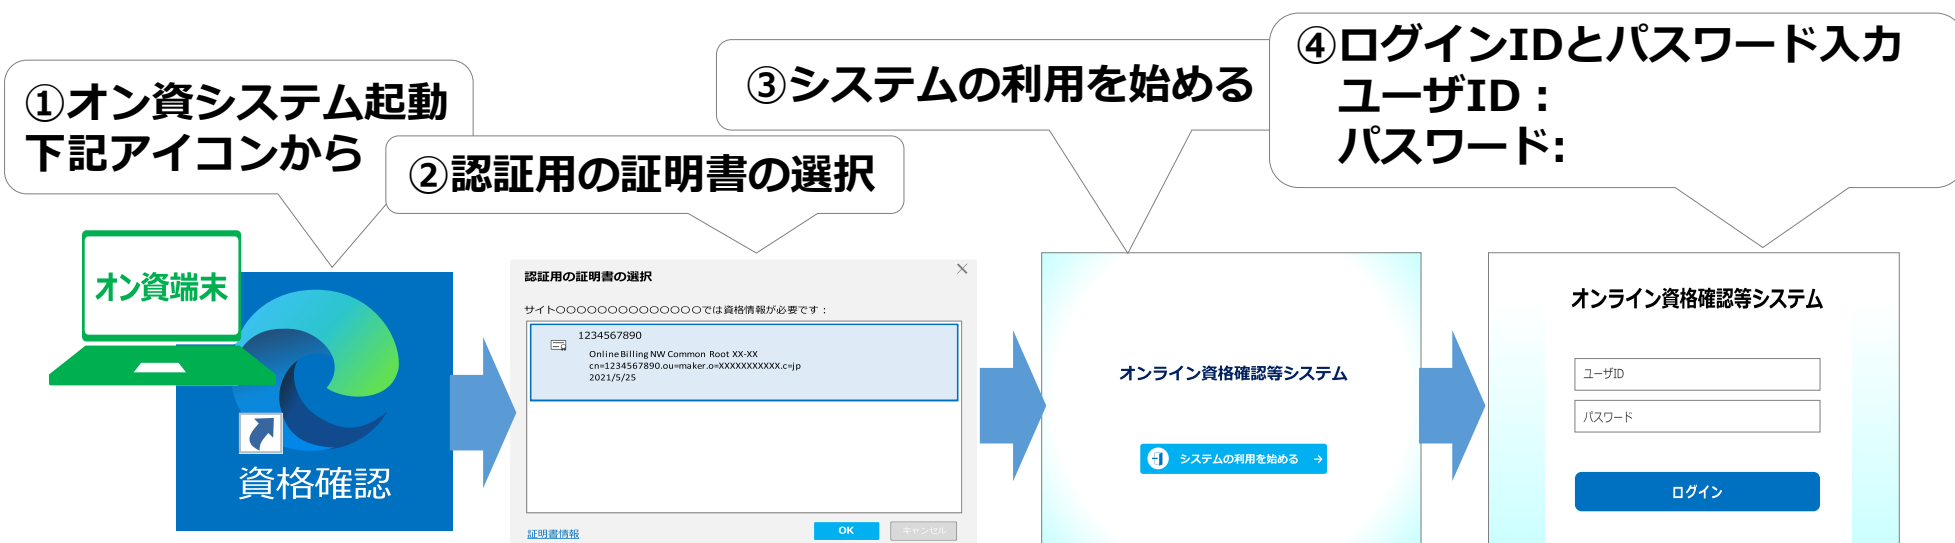 ①オン資システム起動
下記アイコンから
②認証用の証明書の選択
③システムの利用を始める
④ログインIDとパスワード入力
ユーザID：
パスワード:
オン資端末
資格確認
認証用の証明書の選択
サイト○○○○○○○○○○○○○○では資格情報が必要です：
1234567890
Online Billing NW Common Root XX-XX
cn=1234567890.ou=maker.o=XXXXXXXXXXX.c=jp
2021/5/25
証明書情報
OK
キャンセル
オンライン資格確認等システム
システムの利用を始める →
オンライン資格確認等システム
ユーザID
パスワード
ログイン